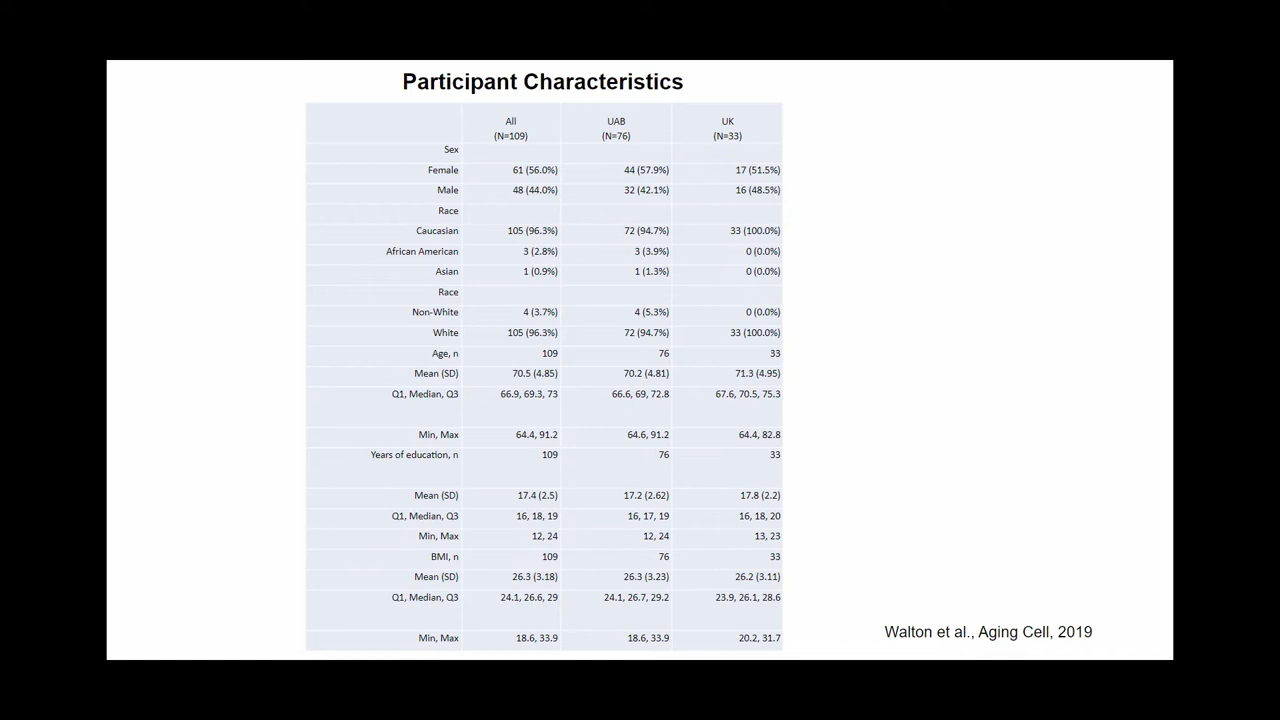 Participant Characteristics
All UAB UK
(N=109) (N=76) (N=33)
Sex
Female 61 (56.0%) 44 (57.9%) 17 (51.5%)
Male 48 (44.0%) 32 (42.1%) 16 (48.5%)
Race
Caucasian 105 (96.3%) 72 (94.7%) 33 (100.0%)
African American 3 (2.8%) 3 (3.9%) 0 (0.0%)
Asian 1 (0.9%) 1 (1.3%) 0 (0.0%)
Race
Non-White 4 (3.7%) 4 (5.3%) 0 (0.0%)
White 105 (96.3%) 72 (94.7%) 33 (100.0%)
Age, n 109 76 33
Mean (SD) 70.5 (4.85) 70.2 (4.81) 71.3 (4.95)
Q1, Median, Q3 66.9, 69.3, 73 66.6, 69, 72.8 67.6, 70.5, 75.3
Min, Max 64.4, 91.2 64.6, 91.2 64.4, 82.8
Years of education, n 109 76 33
Mean (SD) 17.4 (2.5) 17.2 (2.62) 17.8 (2.2)
Q1, Median, Q3 16, 18, 19 16, 17, 19 16, 18, 20
Min, Max 12, 24 12, 24 13, 23
BMI, n 109 76 33
Mean (SD) 26.3 (3.18) 26.3 (3.23) 26.2 (3.11)
Q1, Median, Q3 24.1, 26.6, 29 24.1, 26.7, 29.2 23.9, 26.1, 28.6
Min, Max 18.6, 33.9 18.6, 33.9 20.2, 31.7
Walton et al., Aging Cell, 2019